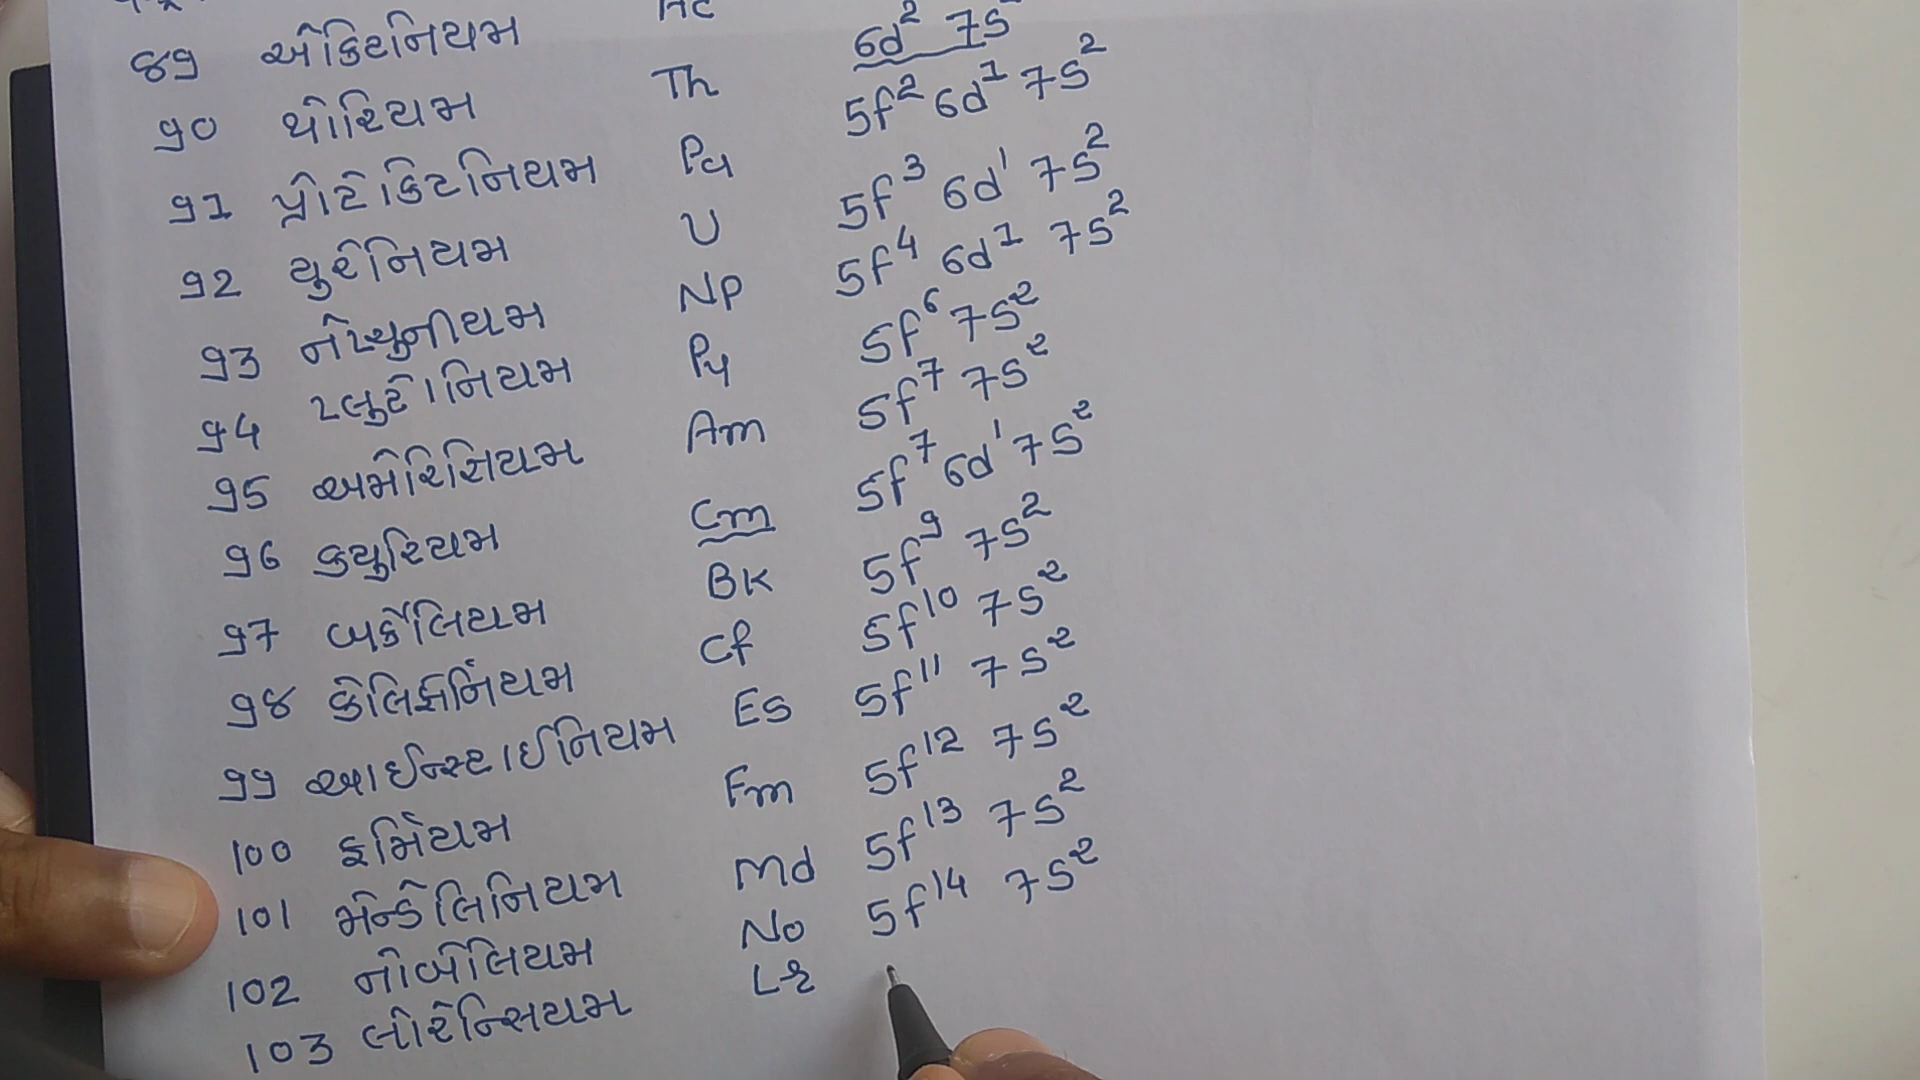 89 એક્ટિનિયમ Ac
90 થોરિયમ Th 6d² 7s²
91 પ્રોટેક્ટિનિયમ Pa 5f² 6d¹ 7s²
92 યુરેનિયમ U 5f³ 6d¹ 7s²
93 નેપ્ચુનીયમ Np 5f⁴ 6d¹ 7s²
94 પ્લુટોનિયમ Pu 5f⁶ 7s²
95 અમેરિસિયમ Am 5f⁷ 7s²
96 ક્યુરિયમ Cm 5f⁷ 6d¹ 7s²
97 બર્કેલિયમ BK 5f⁹ 7s²
98 કેલિફર્નિયમ Cf 5f¹⁰ 7s²
99 આઈન્સ્ટાઈનિયમ Es 5f¹¹ 7s²
100 ફર્મિયમ Fm 5f¹² 7s²
101 મેન્ડેલિનિયમ Md 5f¹³ 7s²
102 નોબેલિયમ No 5f¹⁴ 7s²
103 લોરેન્સિયમ Lr